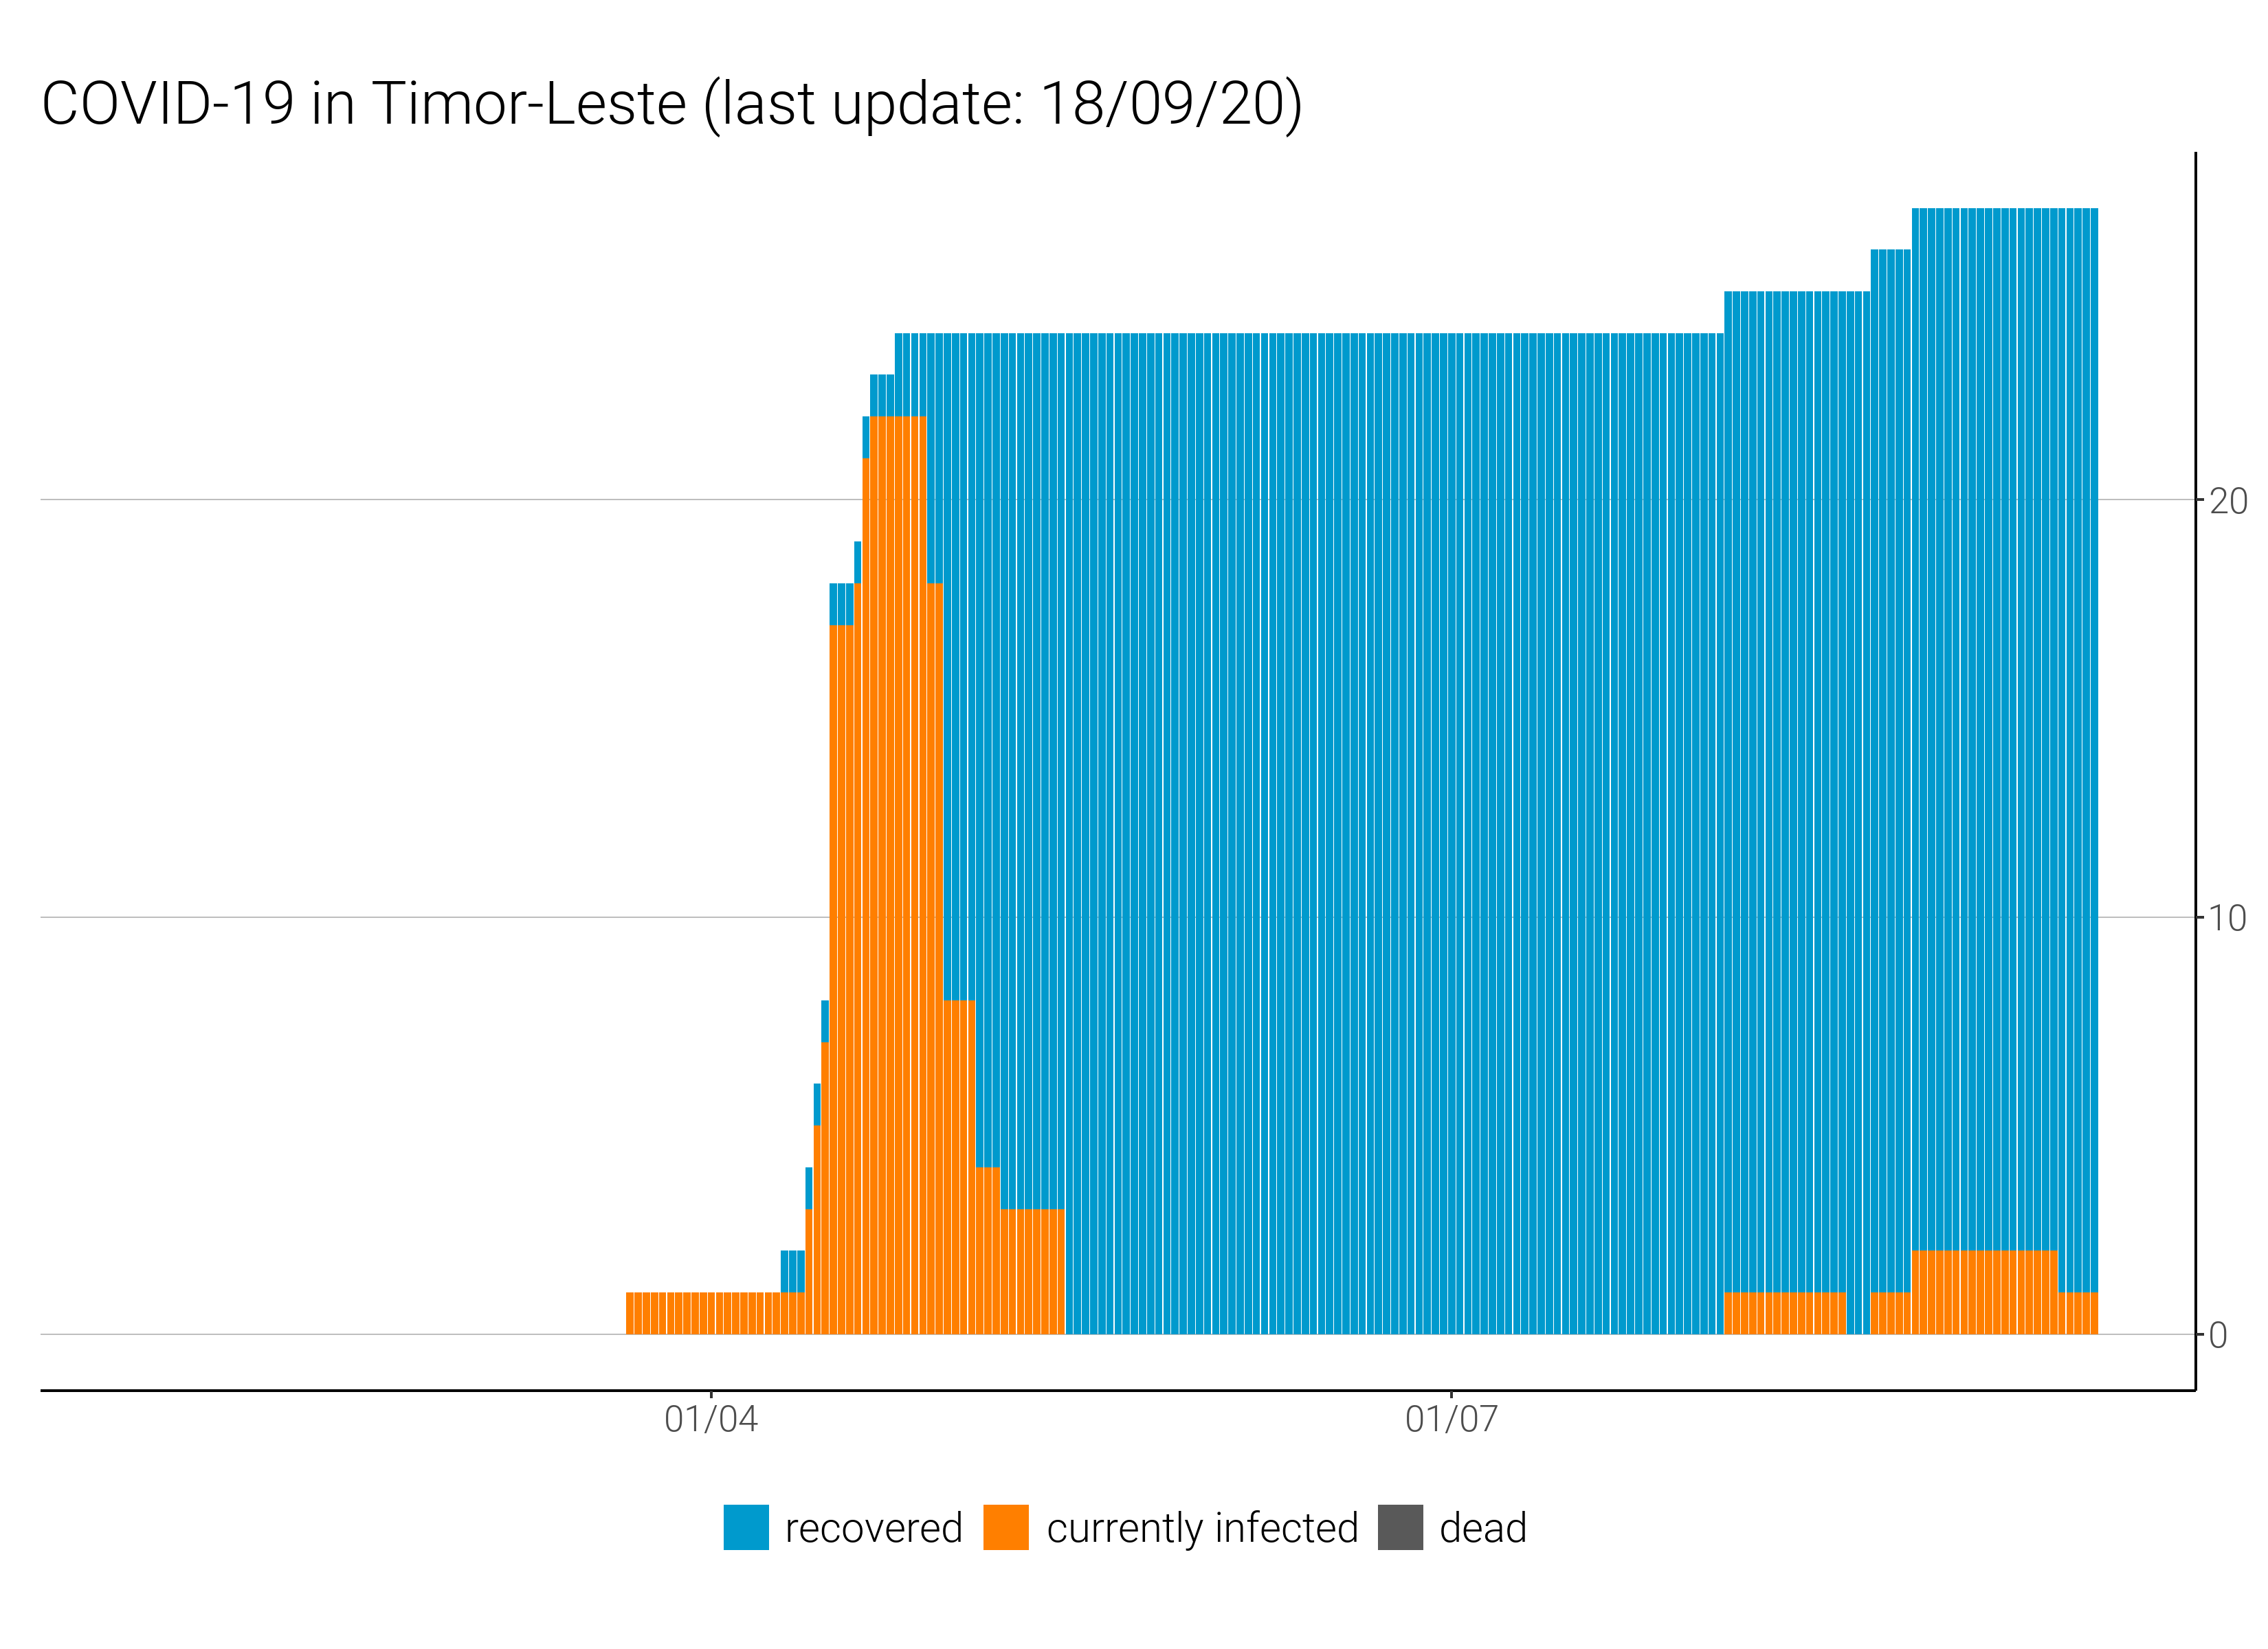 COVID-19 in Timor-Leste (last update: 18/09/20)
20
10
0
01/04 01/07
recovered currently infected dead